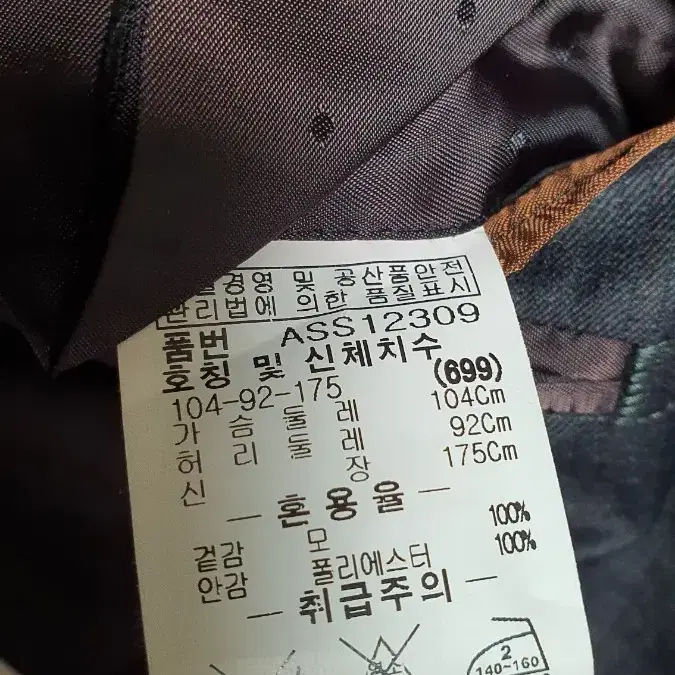 경영 및 공산품안전
관리법에 의한 품질표시
품번 ASS12309
호칭 및 신체치수
(699)
104-92-175
가슴둘레 104Cm
허리둘레 92Cm
신장 175Cm
— 혼용율 —
겉감 모 100%
안감 폴리에스터 100%
— 취급주의 —
염소
2
140~160